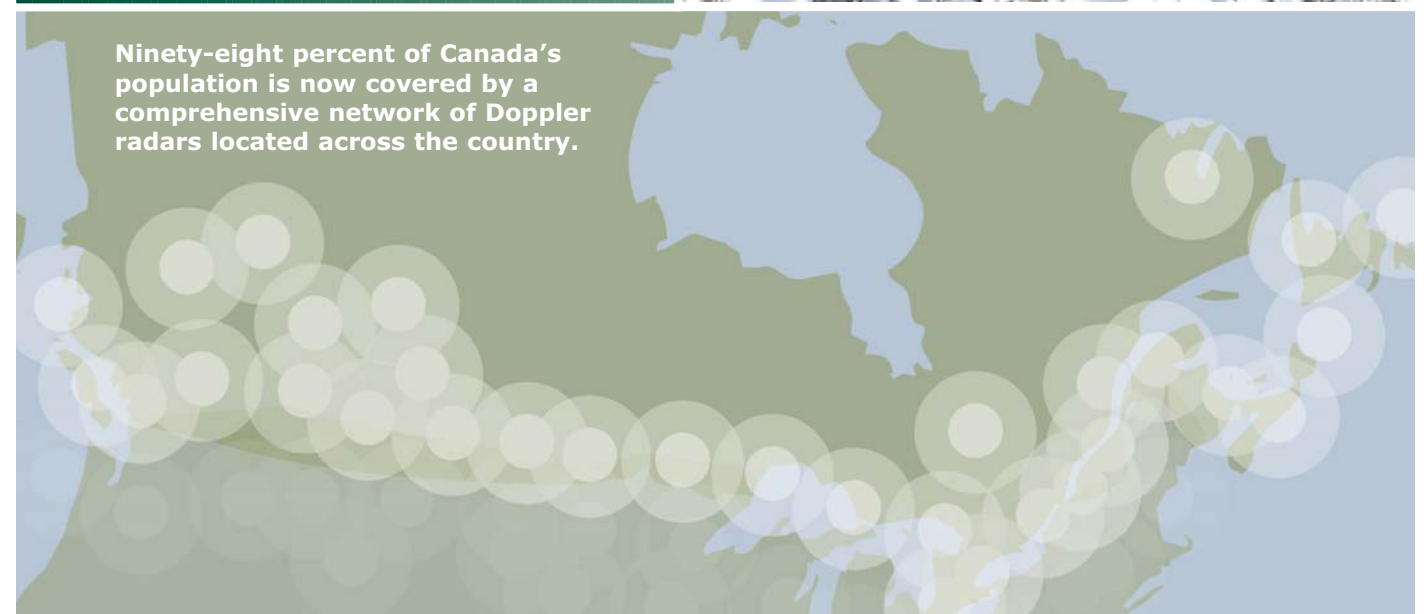 Ninety-eight percent of Canada’s
population is now covered by a
comprehensive network of Doppler
radars located across the country.